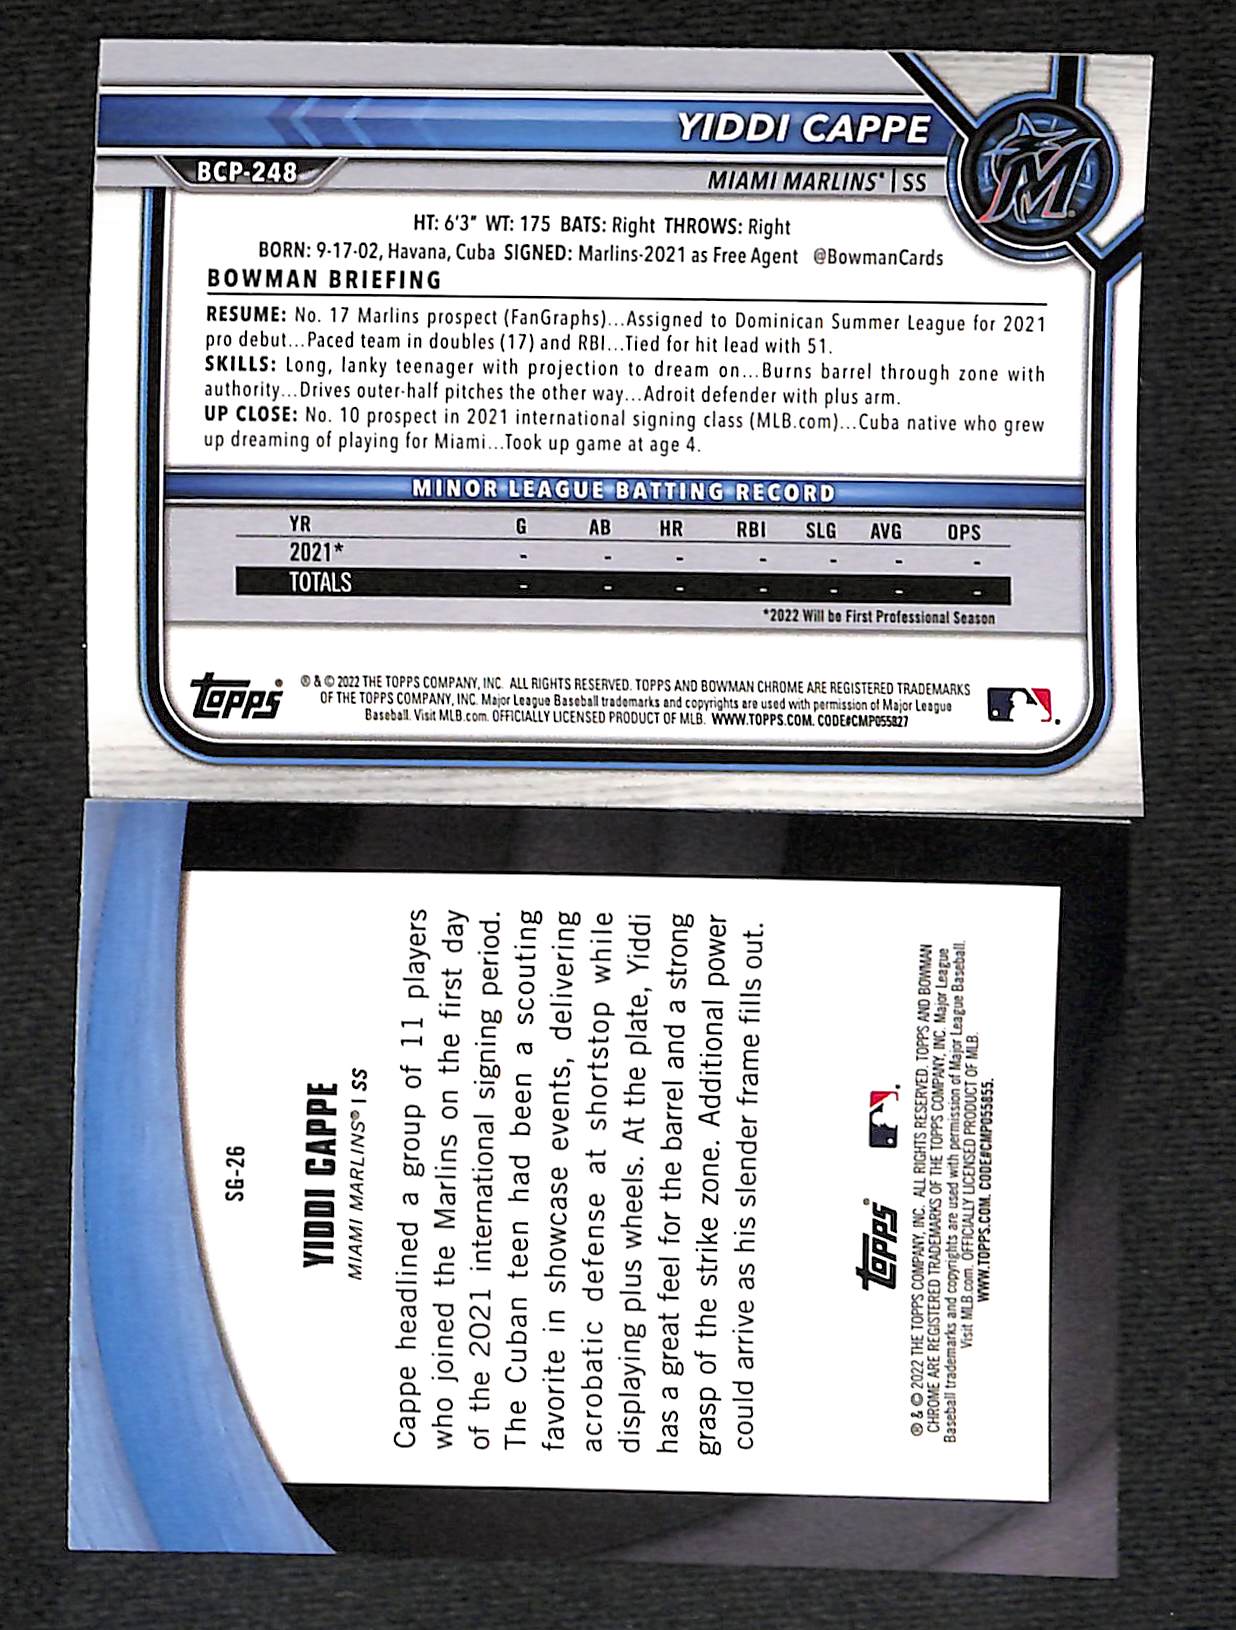 YIDDI CAPPE
BCP-248
MIAMI MARLINS® | SS
HT: 6'3" WT: 175 BATS: Right THROWS: Right
BORN: 9-17-02, Havana, Cuba SIGNED: Marlins-2021 as Free Agent @BowmanCards
BOWMAN BRIEFING
RESUME: No. 17 Marlins prospect (FanGraphs)...Assigned to Dominican Summer League for 2021
pro debut...Paced team in doubles (17) and RBI...Tied for hit lead with 51.
SKILLS: Long, lanky teenager with projection to dream on...Burns barrel through zone with
authority...Drives outer-half pitches the other way...Adroit defender with plus arm.
UP CLOSE: No. 10 prospect in 2021 international signing class (MLB.com)...Cuba native who grew
up dreaming of playing for Miami...Took up game at age 4.
MINOR LEAGUE BATTING RECORD
YR G AB HR RBI SLG AVG OPS
2021* - - - - - - -
TOTALS - - - - - - -
*2022 Will be First Professional Season
topps®
® & © 2022 THE TOPPS COMPANY, INC. ALL RIGHTS RESERVED. TOPPS AND BOWMAN CHROME ARE REGISTERED TRADEMARKS
OF THE TOPPS COMPANY, INC. Major League Baseball trademarks and copyrights are used with permission of Major League
Baseball. Visit MLB.com. OFFICIALLY LICENSED PRODUCT OF MLB. WWW.TOPPS.COM. CODE#CMP055827
SG-26
YIDDI CAPPE
MIAMI MARLINS® | SS
Cappe headlined a group of 11 players
who joined the Marlins on the first day
of the 2021 international signing period.
The Cuban teen had been a scouting
favorite in showcase events, delivering
acrobatic defense at shortstop while
displaying plus wheels. At the plate, Yiddi
has a great feel for the barrel and a strong
grasp of the strike zone. Additional power
could arrive as his slender frame fills out.
topps®
® & © 2022 THE TOPPS COMPANY, INC. ALL RIGHTS RESERVED. TOPPS AND BOWMAN
CHROME ARE REGISTERED TRADEMARKS OF THE TOPPS COMPANY, INC. Major League
Baseball trademarks and copyrights are used with permission of Major League Baseball.
Visit MLB.com. OFFICIALLY LICENSED PRODUCT OF MLB.
WWW.TOPPS.COM. CODE#CMP055855.